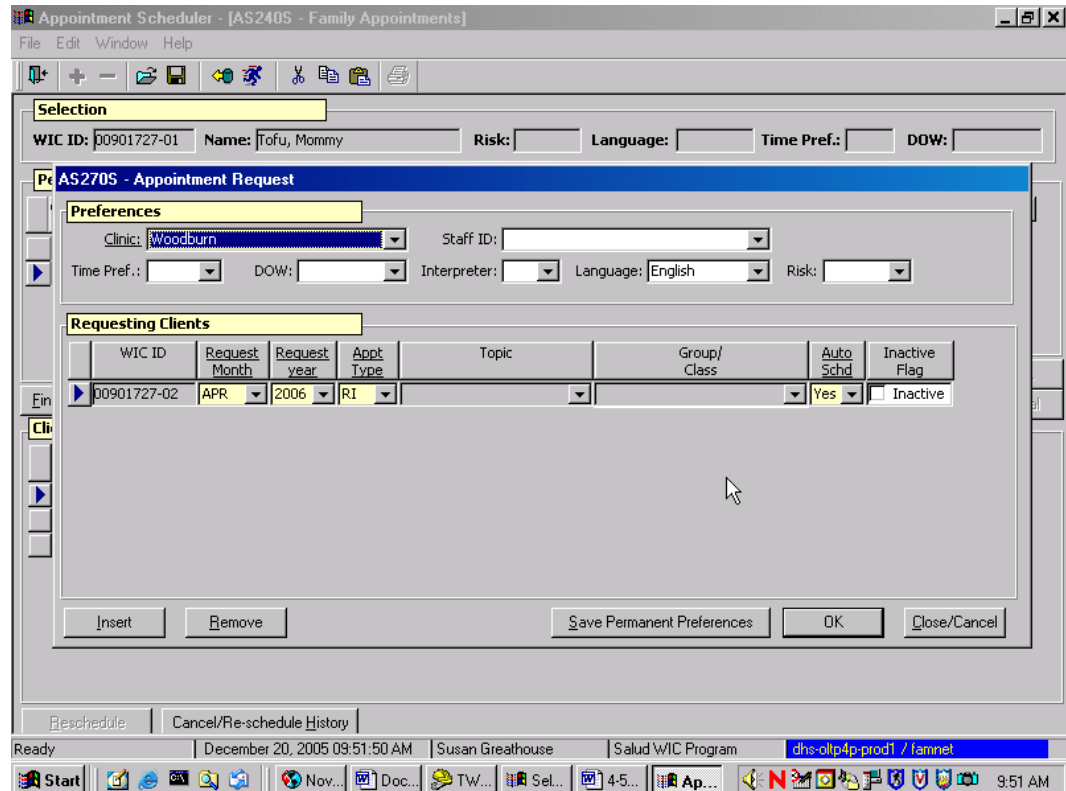 Appointment Scheduler - [AS240S - Family Appointments]
File Edit Window Help
Selection
WIC ID: 00901727-01 Name: Tofu, Mommy Risk: Language: Time Pref.: DOW:
AS270S - Appointment Request
Preferences
Clinic: Woodburn Staff ID:
Time Pref.: DOW: Interpreter: Language: English Risk:
Requesting Clients
WIC ID Request Month Request year Appt Type Topic Group/ Class Auto Schd Inactive Flag
00901727-02 APR 2006 RI Yes Inactive
Insert Remove Save Permanent Preferences OK Close/Cancel
Reschedule Cancel/Re-schedule History
Ready December 20, 2005 09:51:50 AM Susan Greathouse Salud WIC Program dhs-oltp4p-prod1 / famnet
Start Nov... Doc... TW... Sel... 4-5... Ap... 9:51 AM